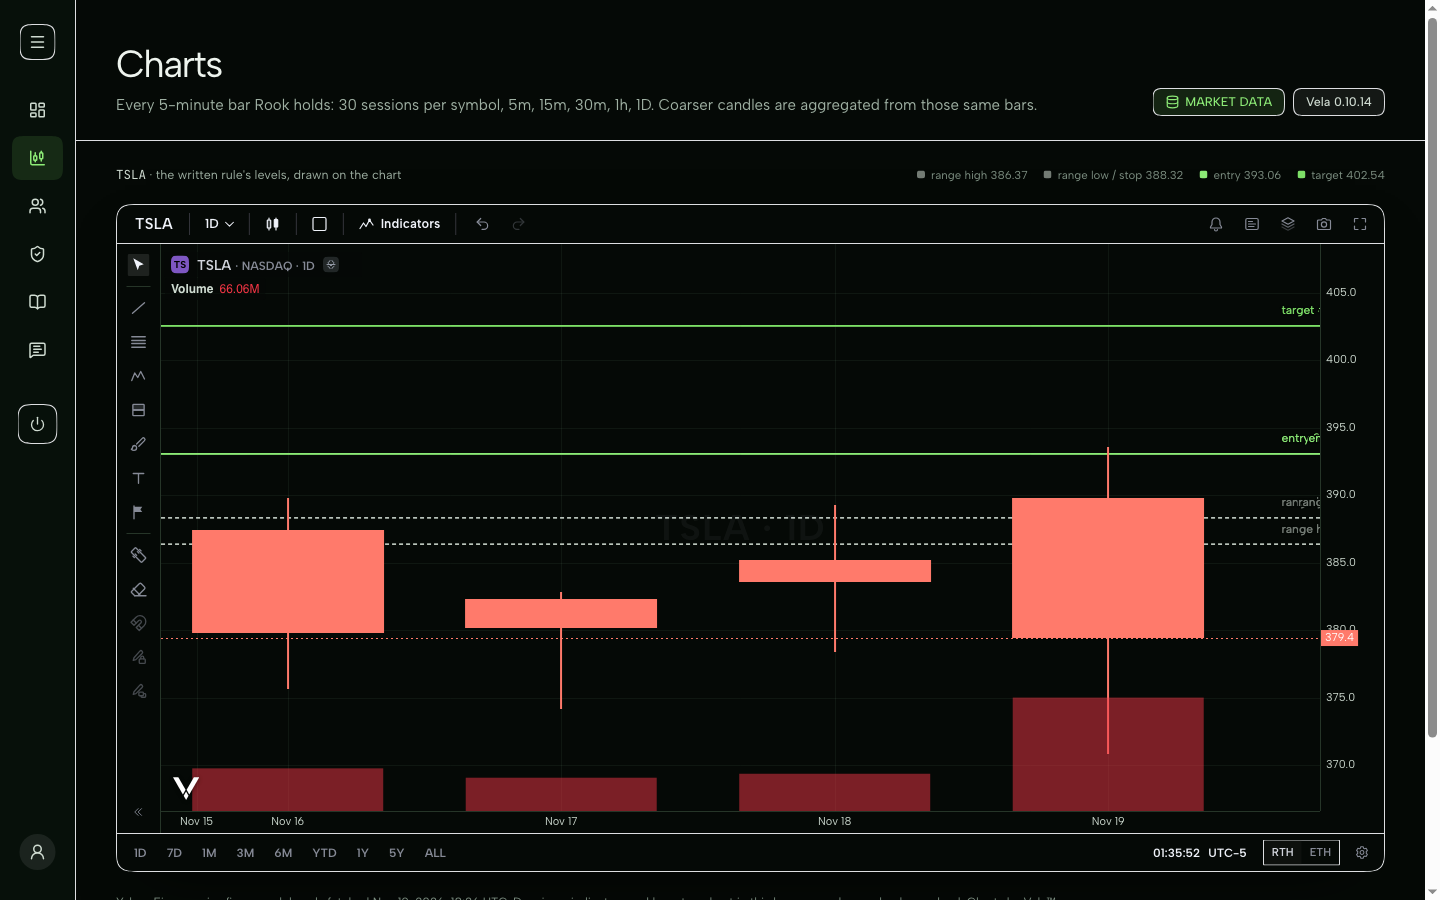 Charts
Every 5-minute bar Rook holds: 30 sessions per symbol, 5m, 15m, 30m, 1h, 1D. Coarser candles are aggregated from those same bars.
MARKET DATA
Vela 0.10.14
TSLA · the written rule's levels, drawn on the chart
range high 386.37
range low / stop 388.32
entry 393.06
target 402.54
TSLA
1D
Indicators
TS
TSLA · NASDAQ · 1D
Volume 66.06M
405.0
target
400.0
395.0
entry
390.0
range
385.0
TSLA · 1D
380.0
379.4
375.0
370.0
Nov 15
Nov 16
Nov 17
Nov 18
Nov 19
1D
7D
1M
3M
6M
YTD
1Y
5Y
ALL
01:35:52 UTC-5
RTH
ETH